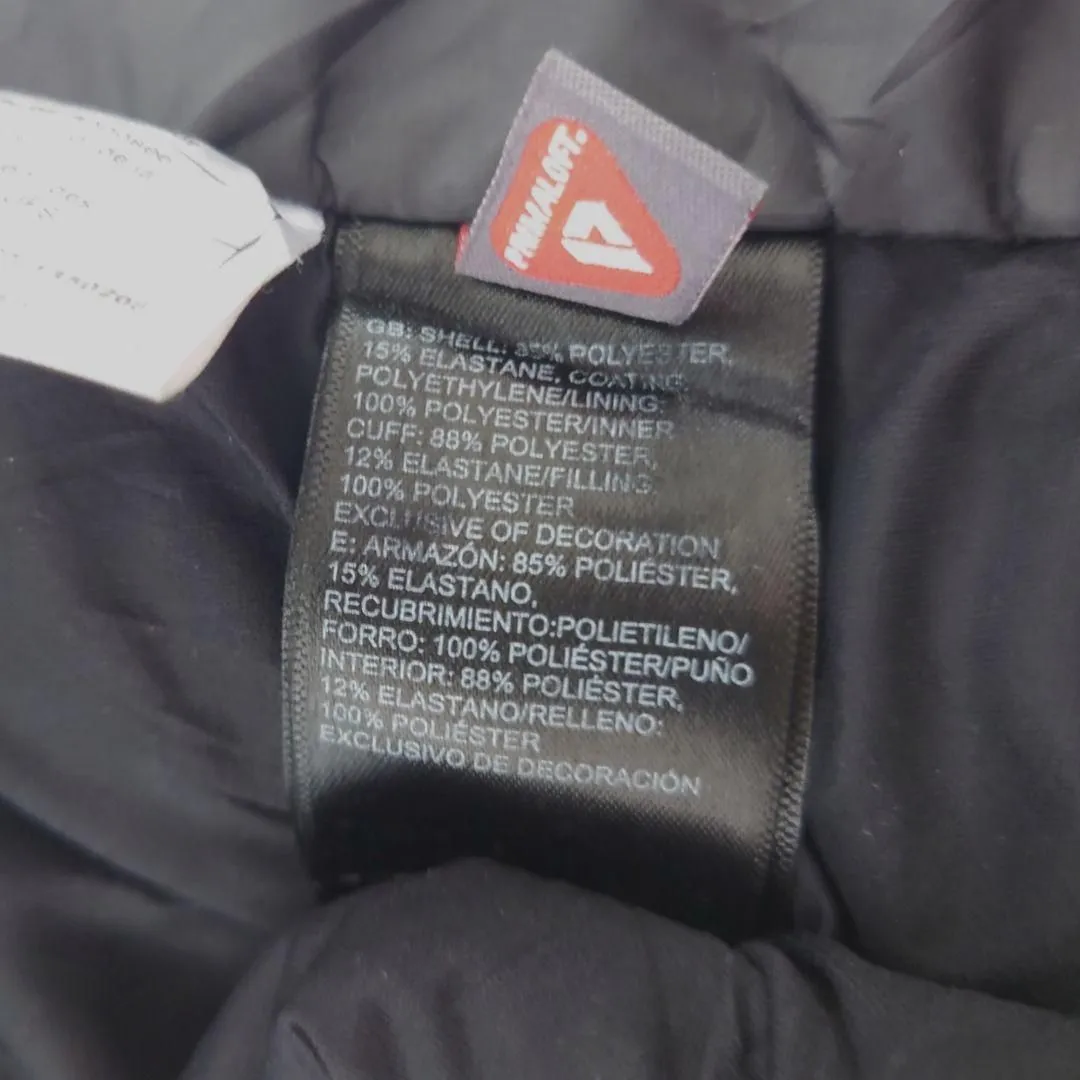 PRIMALOFT.
GB: SHELL: 85% POLYESTER,
15% ELASTANE, COATING:
POLYETHYLENE/LINING:
100% POLYESTER/INNER
CUFF: 88% POLYESTER,
12% ELASTANE/FILLING:
100% POLYESTER
EXCLUSIVE OF DECORATION
E: ARMAZÓN: 85% POLIÉSTER,
15% ELASTANO,
RECUBRIMIENTO:POLIETILENO/
FORRO: 100% POLIÉSTER/PUÑO
INTERIOR: 88% POLIÉSTER,
12% ELASTANO/RELLENO:
100% POLIÉSTER
EXCLUSIVO DE DECORACIÓN